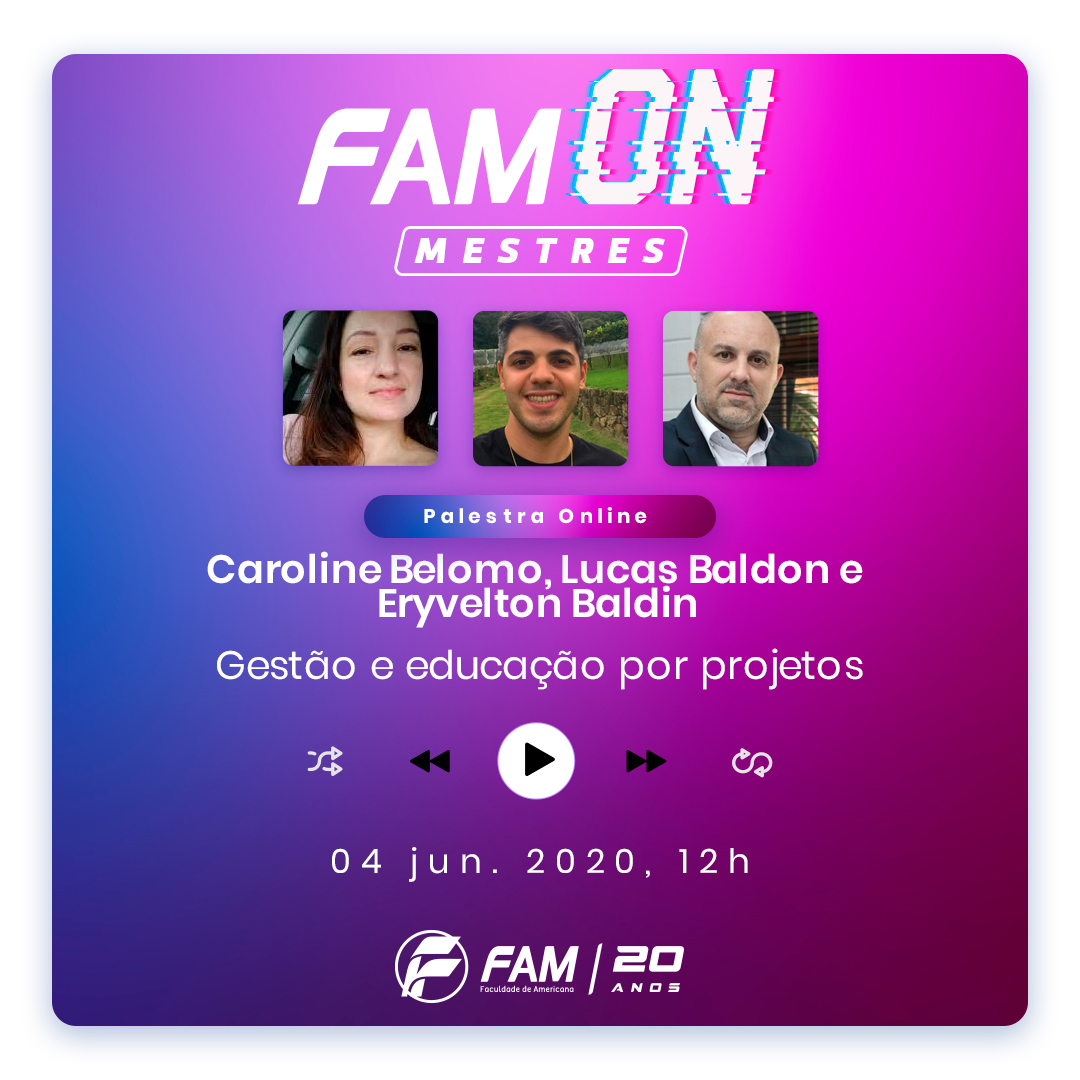 FAM ON
MESTRES
Palestra Online
Caroline Belomo, Lucas Baldon e
Eryvelton Baldin
Gestão e educação por projetos
04 jun. 2020, 12h
FAM | 20
Faculdade de Americana ANOS